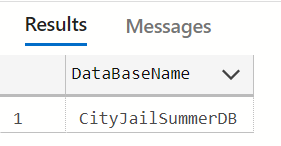 Results Messages
DataBaseName
1 CityJailSummerDB